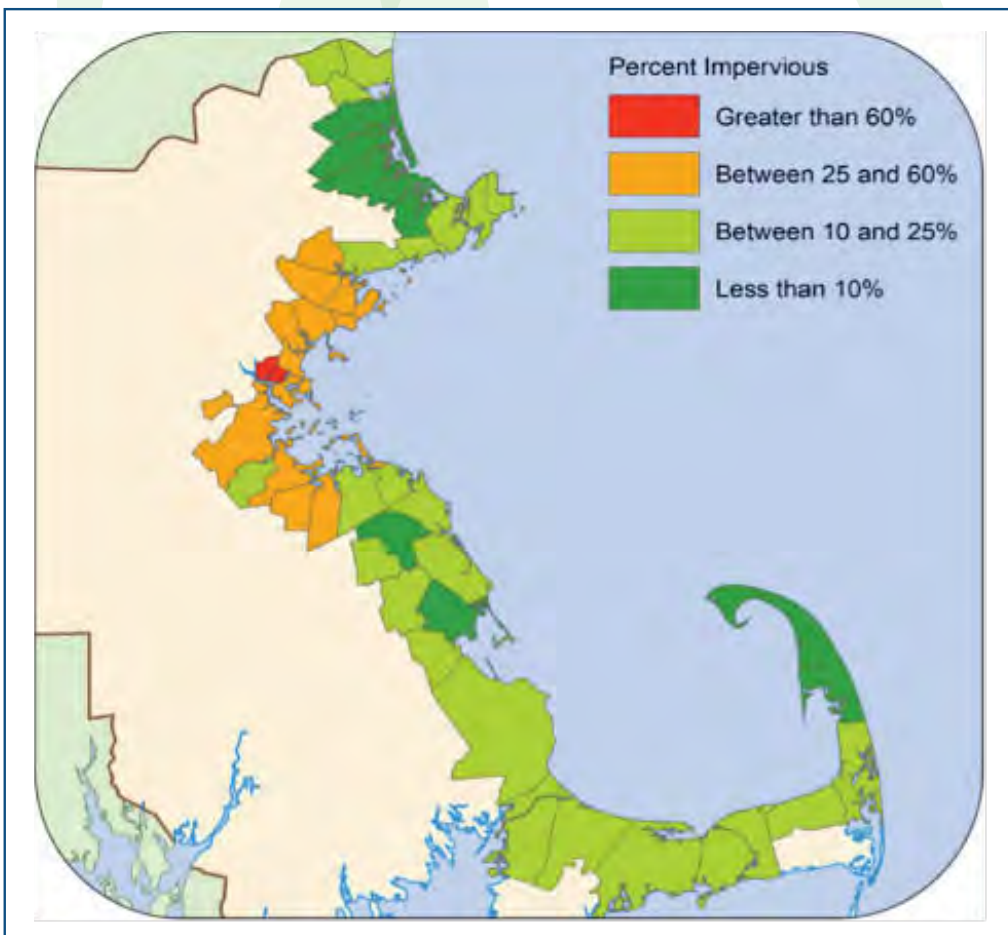 Percent Impervious
Greater than 60%
Between 25 and 60%
Between 10 and 25%
Less than 10%